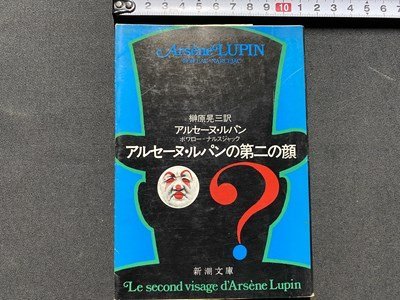 Arsène LUPIN
BOILEAU-NARCEJAC
榊原晃三訳
アルセーヌ・ルパン
ボワロー・ナルスジャック
アルセーヌ・ルパンの第二の顔
?
新潮文庫
Le second visage d'Arsène Lupin